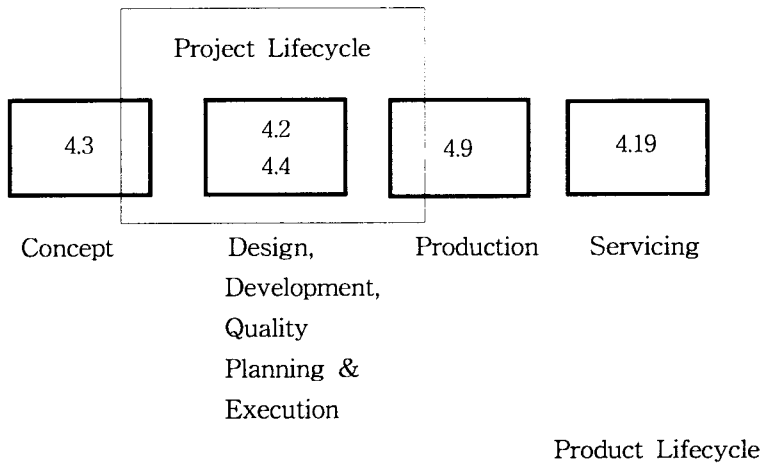 Project Lifecycle
4.3
4.2
4.4
4.9
4.19
Concept
Design,
Development,
Quality
Planning &
Execution
Production
Servicing
Product Lifecycle